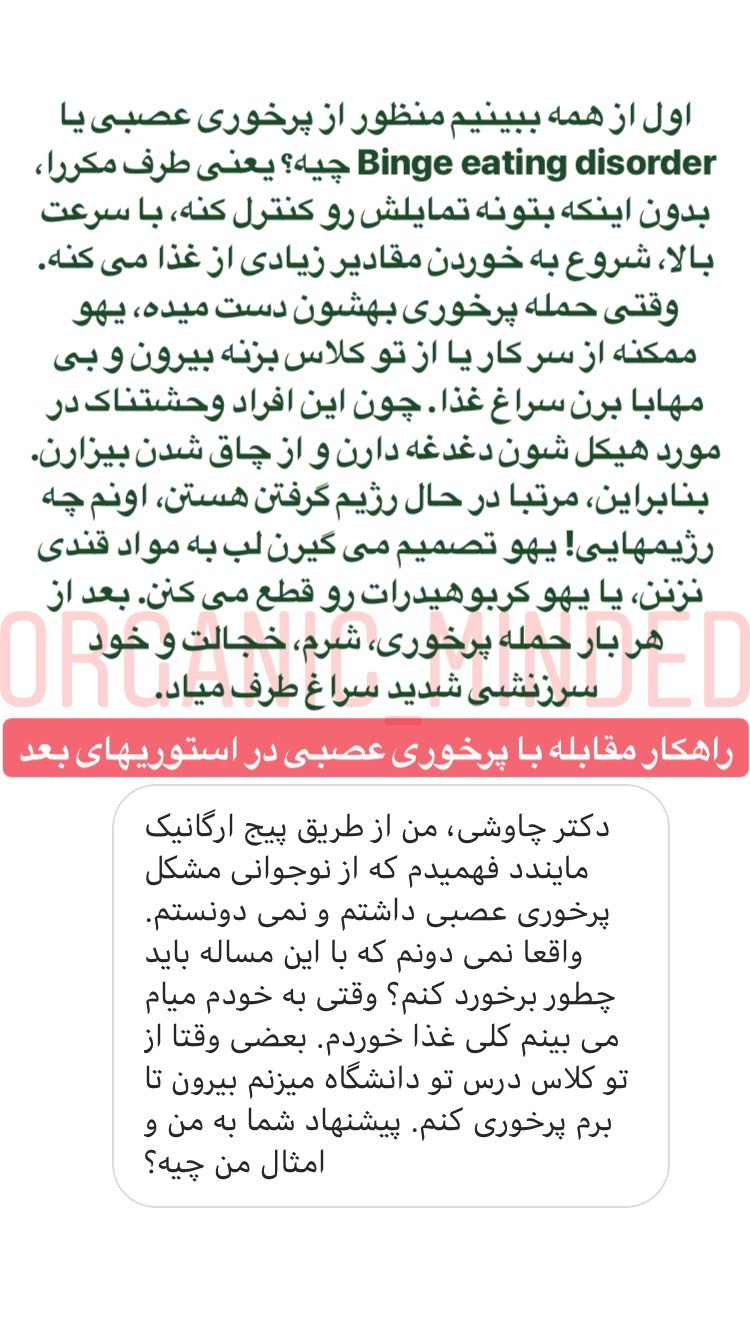 اول از همه ببینیم منظور از پرخوری عصبی یا
Binge eating disorder چیه؟ یعنی طرف مکررا،
بدون اینکه بتونه تمایلش رو کنترل کنه، با سرعت
بالا، شروع به خوردن مقادیر زیادی از غذا می کنه.
وقتی حمله پرخوری بهشون دست میده، یهو
ممکنه از سر کار یا از تو کلاس بزنه بیرون و بی
مهابا برن سراغ غذا. چون این افراد وحشتناک در
مورد هیکل شون دغدغه دارن و از چاق شدن بیزارن.
بنابراین، مرتبا در حال رژیم گرفتن هستن، اونم چه
رژیمهایی! یهو تصمیم می گیرن لب به مواد قندی
نزنن، یا یهو کربوهیدرات رو قطع می کنن. بعد از
هر بار حمله پرخوری، شرم، خجالت و خود
سرزنشی شدید سراغ طرف میاد.
ORGANIC_MINDED
راهکار مقابله با پرخوری عصبی در استوریهای بعد
دکتر چاوشی، من از طریق پیج ارگانیک
مایندد فهمیدم که از نوجوانی مشکل
پرخوری عصبی داشتم و نمی دونستم.
واقعا نمی دونم که با این مساله باید
چطور برخورد کنم؟ وقتی به خودم میام
می بینم کلی غذا خوردم. بعضی وقتا از
تو کلاس درس تو دانشگاه میزنم بیرون تا
برم پرخوری کنم. پیشنهاد شما به من و
امثال من چیه؟